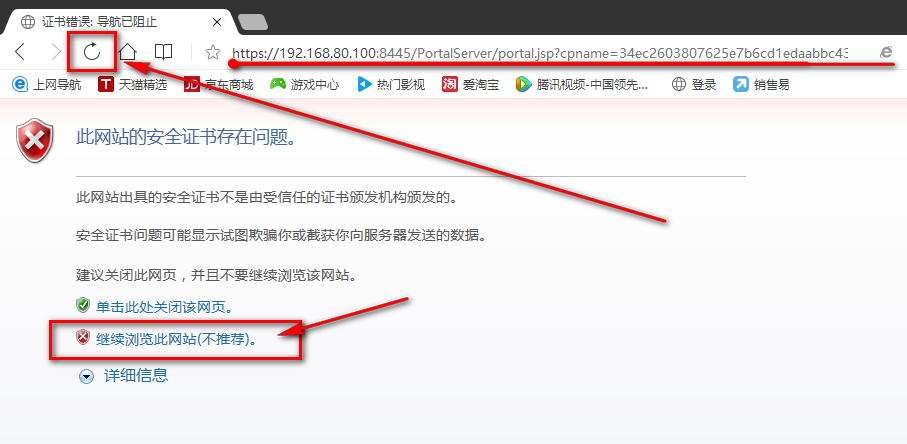 证书错误: 导航已阻止
https://192.168.80.100:8445/PortalServer/portal.jsp?cpname=34ec2603807625e7b6cd1edaabbc43
上网导航 天猫精选 京东商城 游戏中心 热门影视 爱淘宝 腾讯视频-中国领先... 登录 销售易
此网站的安全证书存在问题。
此网站出具的安全证书不是由受信任的证书颁发机构颁发的。
安全证书问题可能显示试图欺骗你或截获你向服务器发送的数据。
建议关闭此网页，并且不要继续浏览该网站。
单击此处关闭该网页。
继续浏览此网站(不推荐)。
详细信息